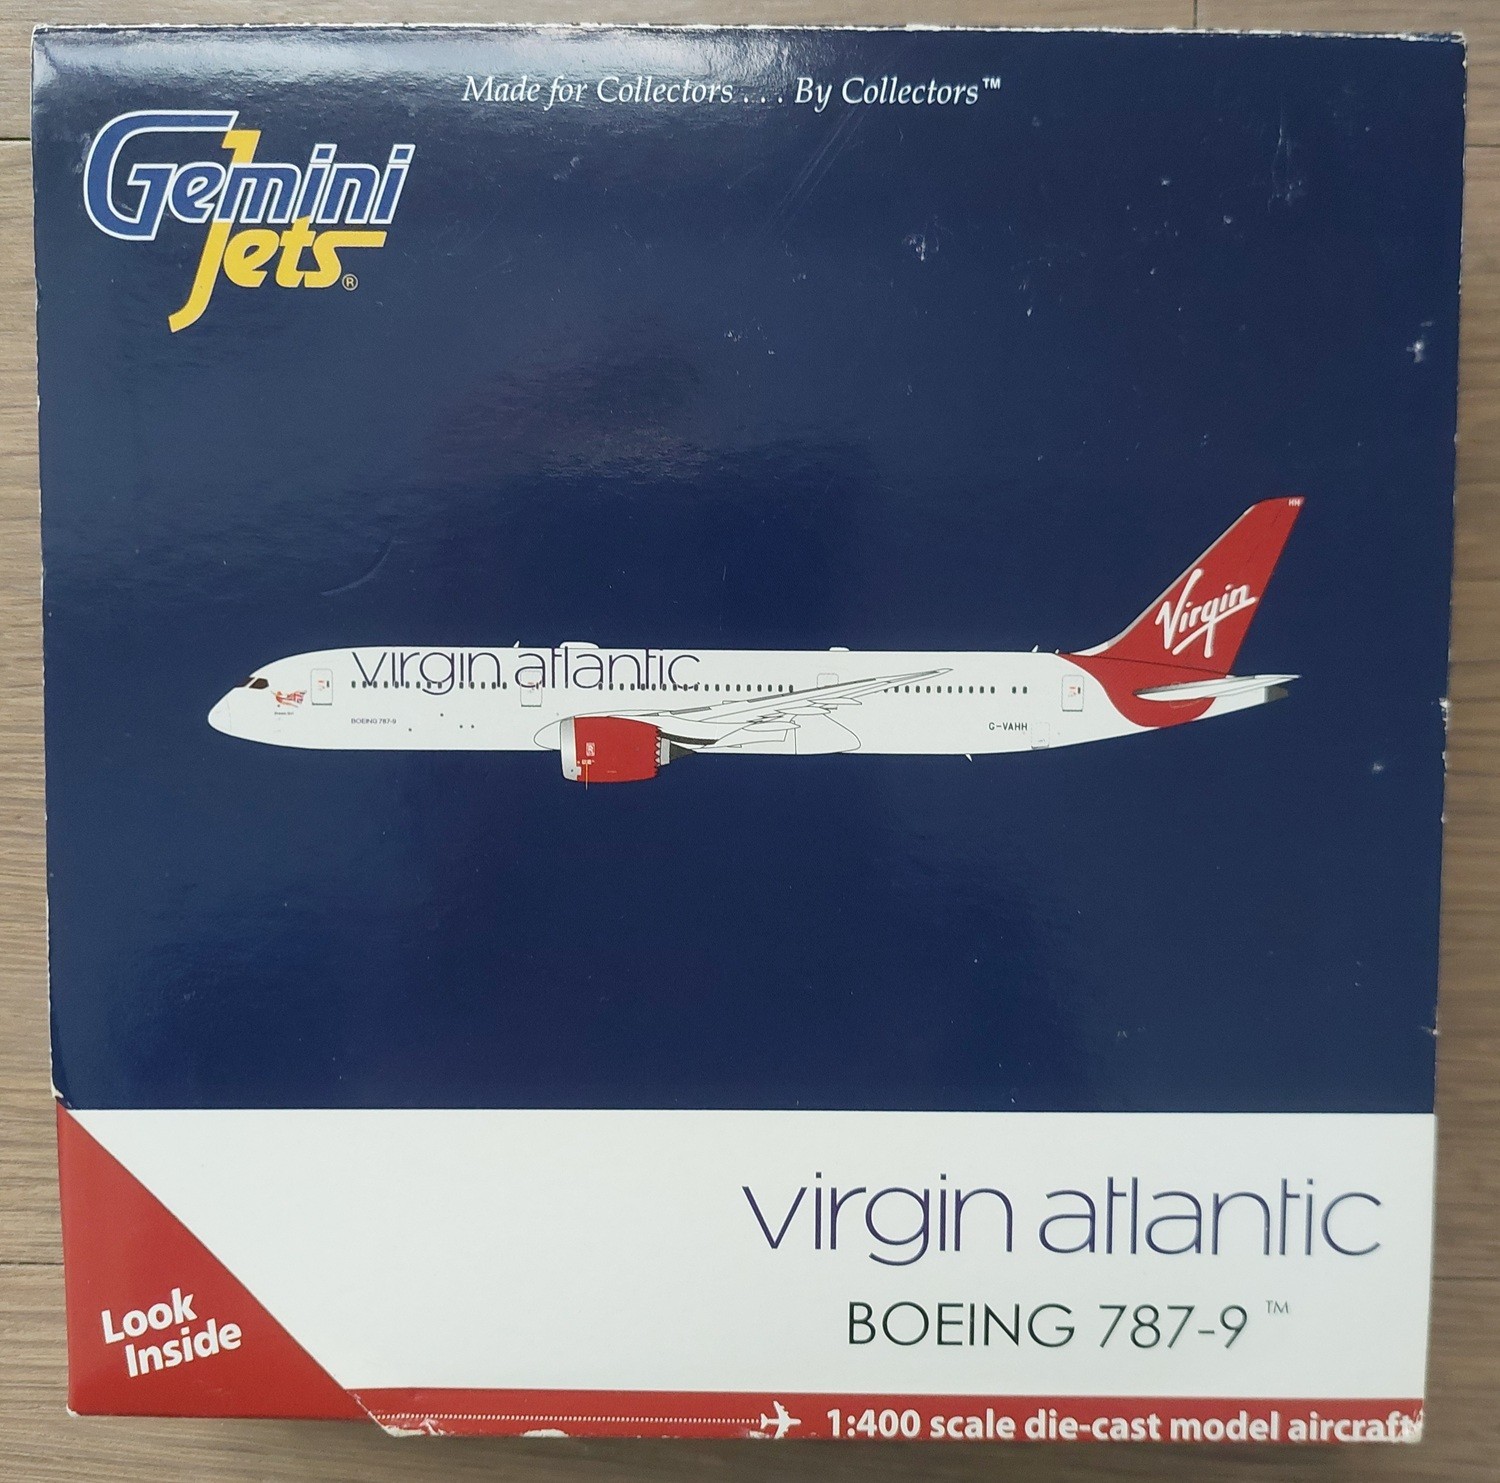 Made for Collectors . . . By Collectors™
Gemini
Jets®
HH
Virgin
virgin atlantic
BOEING 787-9
G-VAHH
virgin atlantic
BOEING 787-9™
Look
Inside
1:400 scale die-cast model aircraft